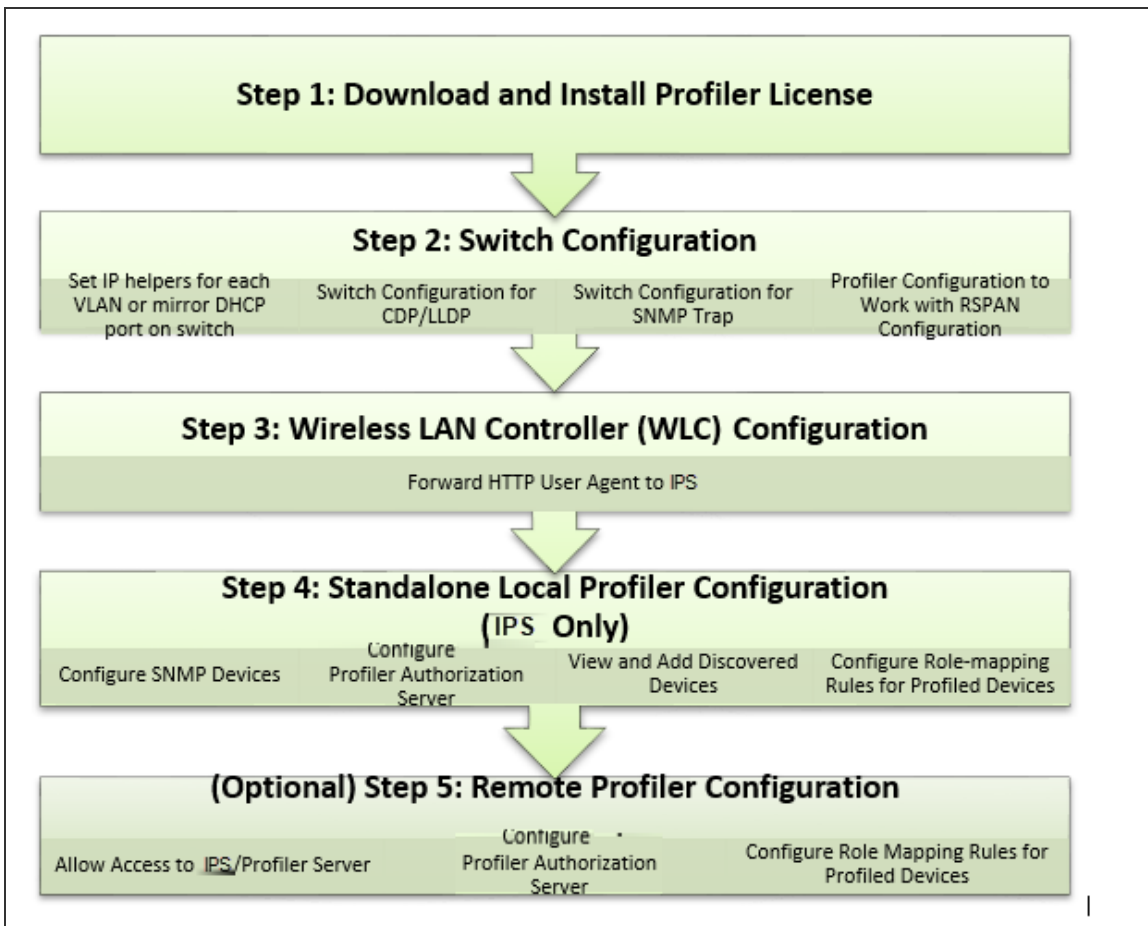 Step 1: Download and Install Profiler License
Step 2: Switch Configuration
Set IP helpers for each
VLAN or mirror DHCP
port on switch
Switch Configuration for
CDP/LLDP
Switch Configuration for
SNMP Trap
Profiler Configuration to
Work with RSPAN
Configuration
Step 3: Wireless LAN Controller (WLC) Configuration
Forward HTTP User Agent to IPS
Step 4: Standalone Local Profiler Configuration
(IPS Only)
Configure SNMP Devices
Configure
Profiler Authorization
Server
View and Add Discovered
Devices
Configure Role-mapping
Rules for Profiled Devices
(Optional) Step 5: Remote Profiler Configuration
Allow Access to IPS/Profiler Server
Configure
Profiler Authorization
Server
Configure Role Mapping Rules for
Profiled Devices